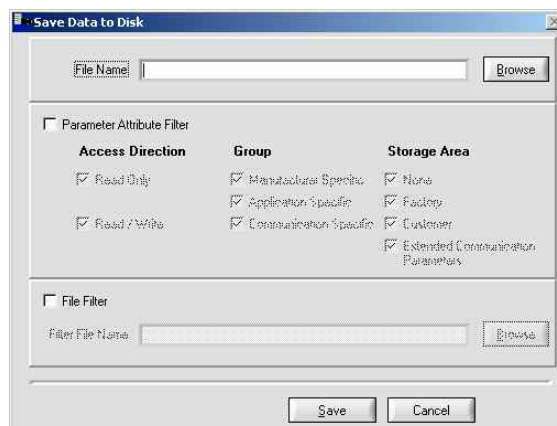 Save Data to Disk
File Name
Browse
Parameter Attribute Filter
Access Direction Group Storage Area
Read Only Manufacturer Specific None
Application Specific Factory
Read / Write Communication Specific Customer
Extended Communication
Parameters
File Filter
Filter File Name
Browse
Save Cancel